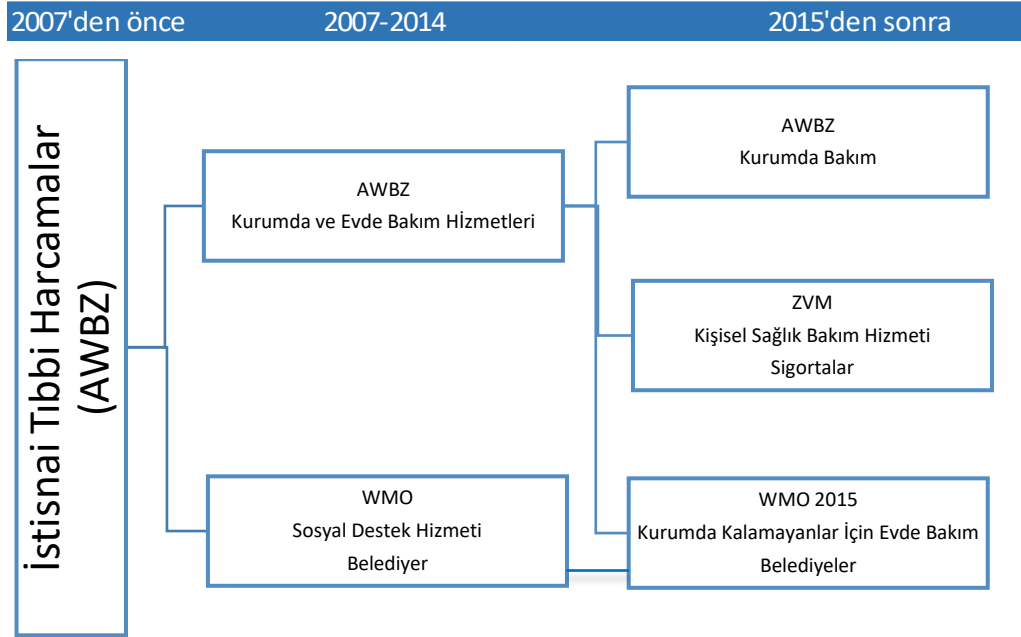 2007'den önce
2007-2014
2015'den sonra
İstisnai Tıbbi Harcamalar
(AWBZ)
AWBZ
Kurumda ve Evde Bakım Hİzmetleri
WMO
Sosyal Destek Hizmeti
Belediyer
AWBZ
Kurumda Bakım
ZVM
Kişisel Sağlık Bakım Hizmeti
Sigortalar
WMO 2015
Kurumda Kalamayanlar İçin Evde Bakım
Belediyeler